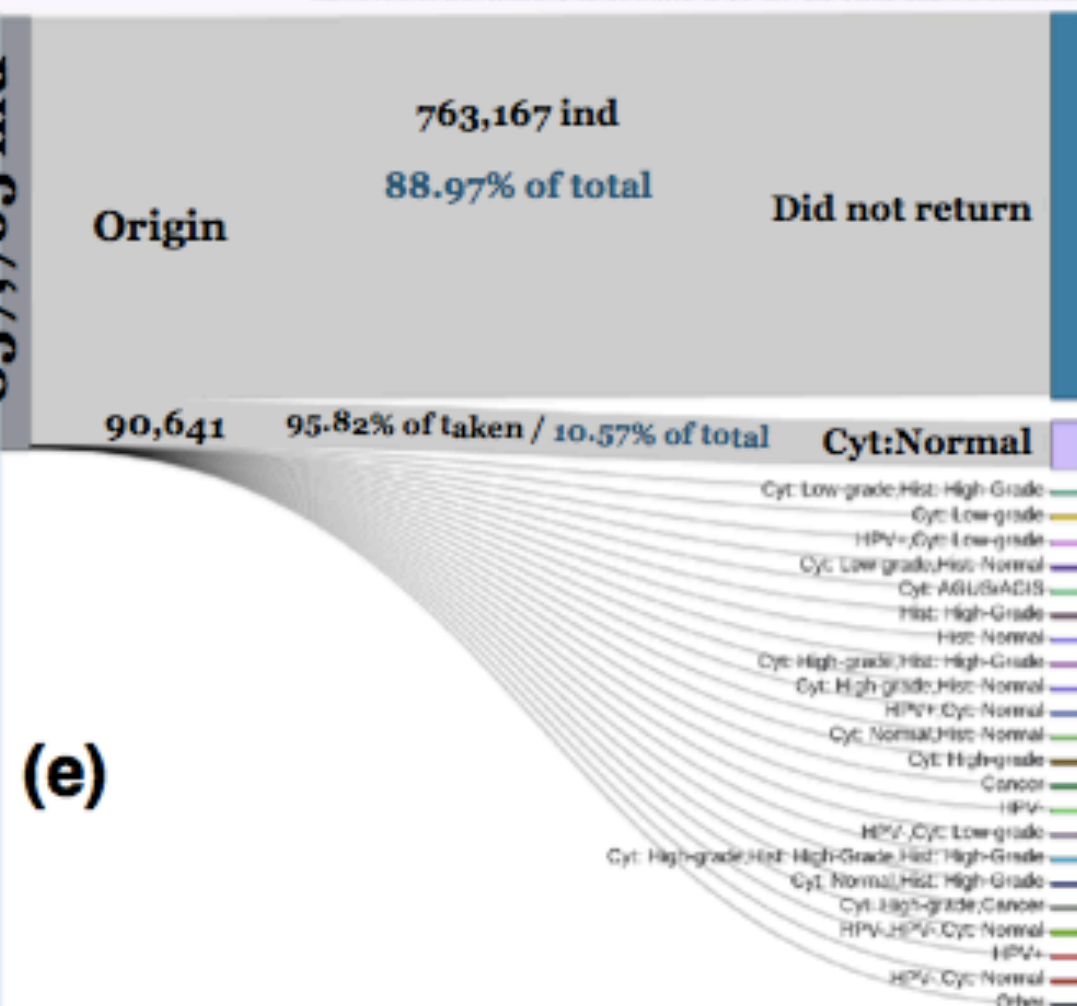 763,167 ind
88.97% of total
Origin
Did not return
90,641
95.82% of taken / 10.57% of total
Cyt:Normal
Cyt: Low-grade,Hist: High-Grade
Cyt: Low-grade
HPV+,Cyt: Low-grade
Cyt: Low-grade,Hist: Normal
Cyt: AGUS/ACIS
Hist: High-Grade
Hist: Normal
Cyt: High-grade,Hist: High-Grade
Cyt: High-grade,Hist: Normal
HPV+,Cyt: Normal
Cyt: Normal,Hist: Normal
Cyt: High-grade
(e)
Cancer
HPV-
HPV-,Cyt: Low-grade
Cyt: High-grade,Hist: High-Grade,Hist: High-Grade
Cyt: Normal,Hist: High-Grade
Cyt: High-grade,Cancer
HPV-,HPV-,Cyt: Normal
HPV+
HPV-,Cyt: Normal
Other